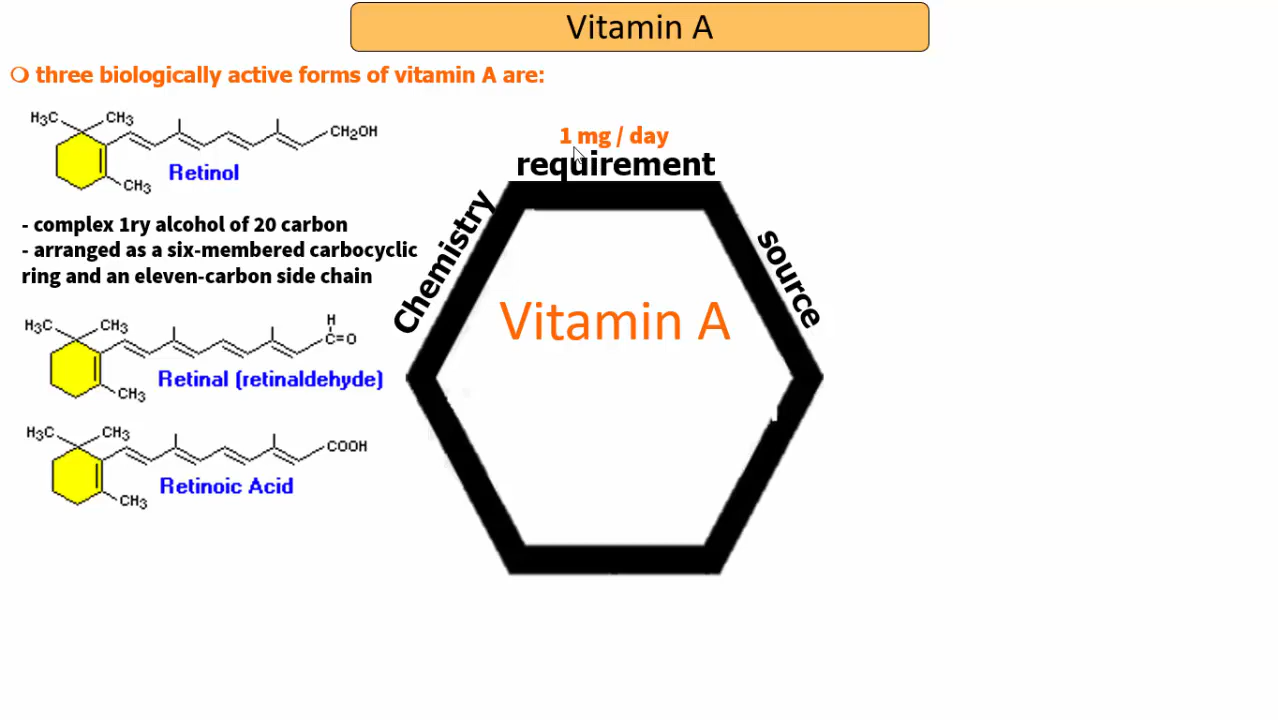 Vitamin A
❍ three biologically active forms of vitamin A are:
H₃C CH₃
CH₂OH
CH₃
Retinol
- complex 1ry alcohol of 20 carbon
- arranged as a six-membered carbocyclic
ring and an eleven-carbon side chain
H₃C CH₃
H
C=O
CH₃
Retinal (retinaldehyde)
H₃C CH₃
COOH
CH₃
Retinoic Acid
1 mg / day
requirement
Chemistry
source
Vitamin A